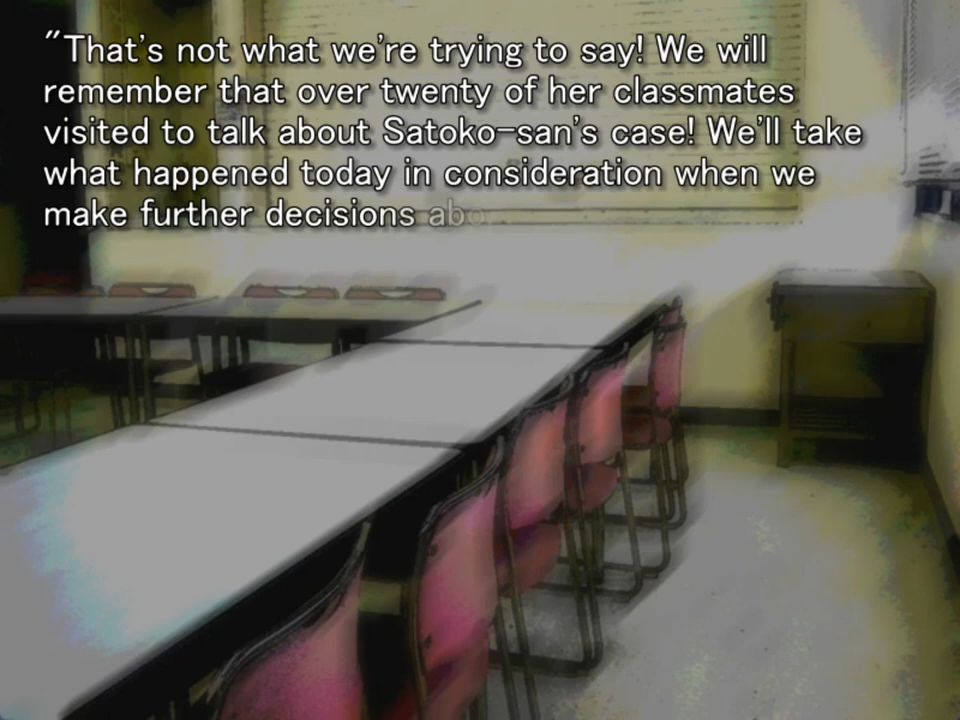 "That's not what we're trying to say! We will
remember that over twenty of her classmates
visited to talk about Satoko-san's case! We'll take
what happened today in consideration when we
make further decisions abo